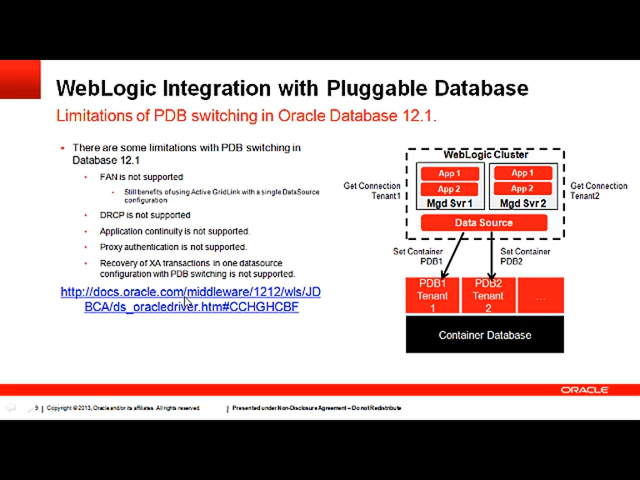 WebLogic Integration with Pluggable Database
Limitations of PDB switching in Oracle Database 12.1.
• There are some limitations with PDB switching in
Database 12.1
• FAN is not supported
• Still benefits of using Active GridLink with a single DataSource
configuration
• DRCP is not supported
• Application continuity is not supported.
• Proxy authentication is not supported.
• Recovery of XA transactions in one datasource
configuration with PDB switching is not supported.
http://docs.oracle.com/middleware/1212/wls/JD
BCA/ds_oracledriver.htm#CCHGHCBF
WebLogic Cluster
App 1
App 2
Mgd Svr 1
App 1
App 2
Mgd Svr 2
Get Connection
Tenant1
Get Connection
Tenant2
Data Source
Set Container
PDB1
Set Container
PDB2
PDB1
Tenant
1
PDB2
Tenant
2
...
Container Database
ORACLE
9 | Copyright © 2013, Oracle and/or its affiliates. All rights reserved. | Presented under Non-Disclosure Agreement – Do not Redistribute